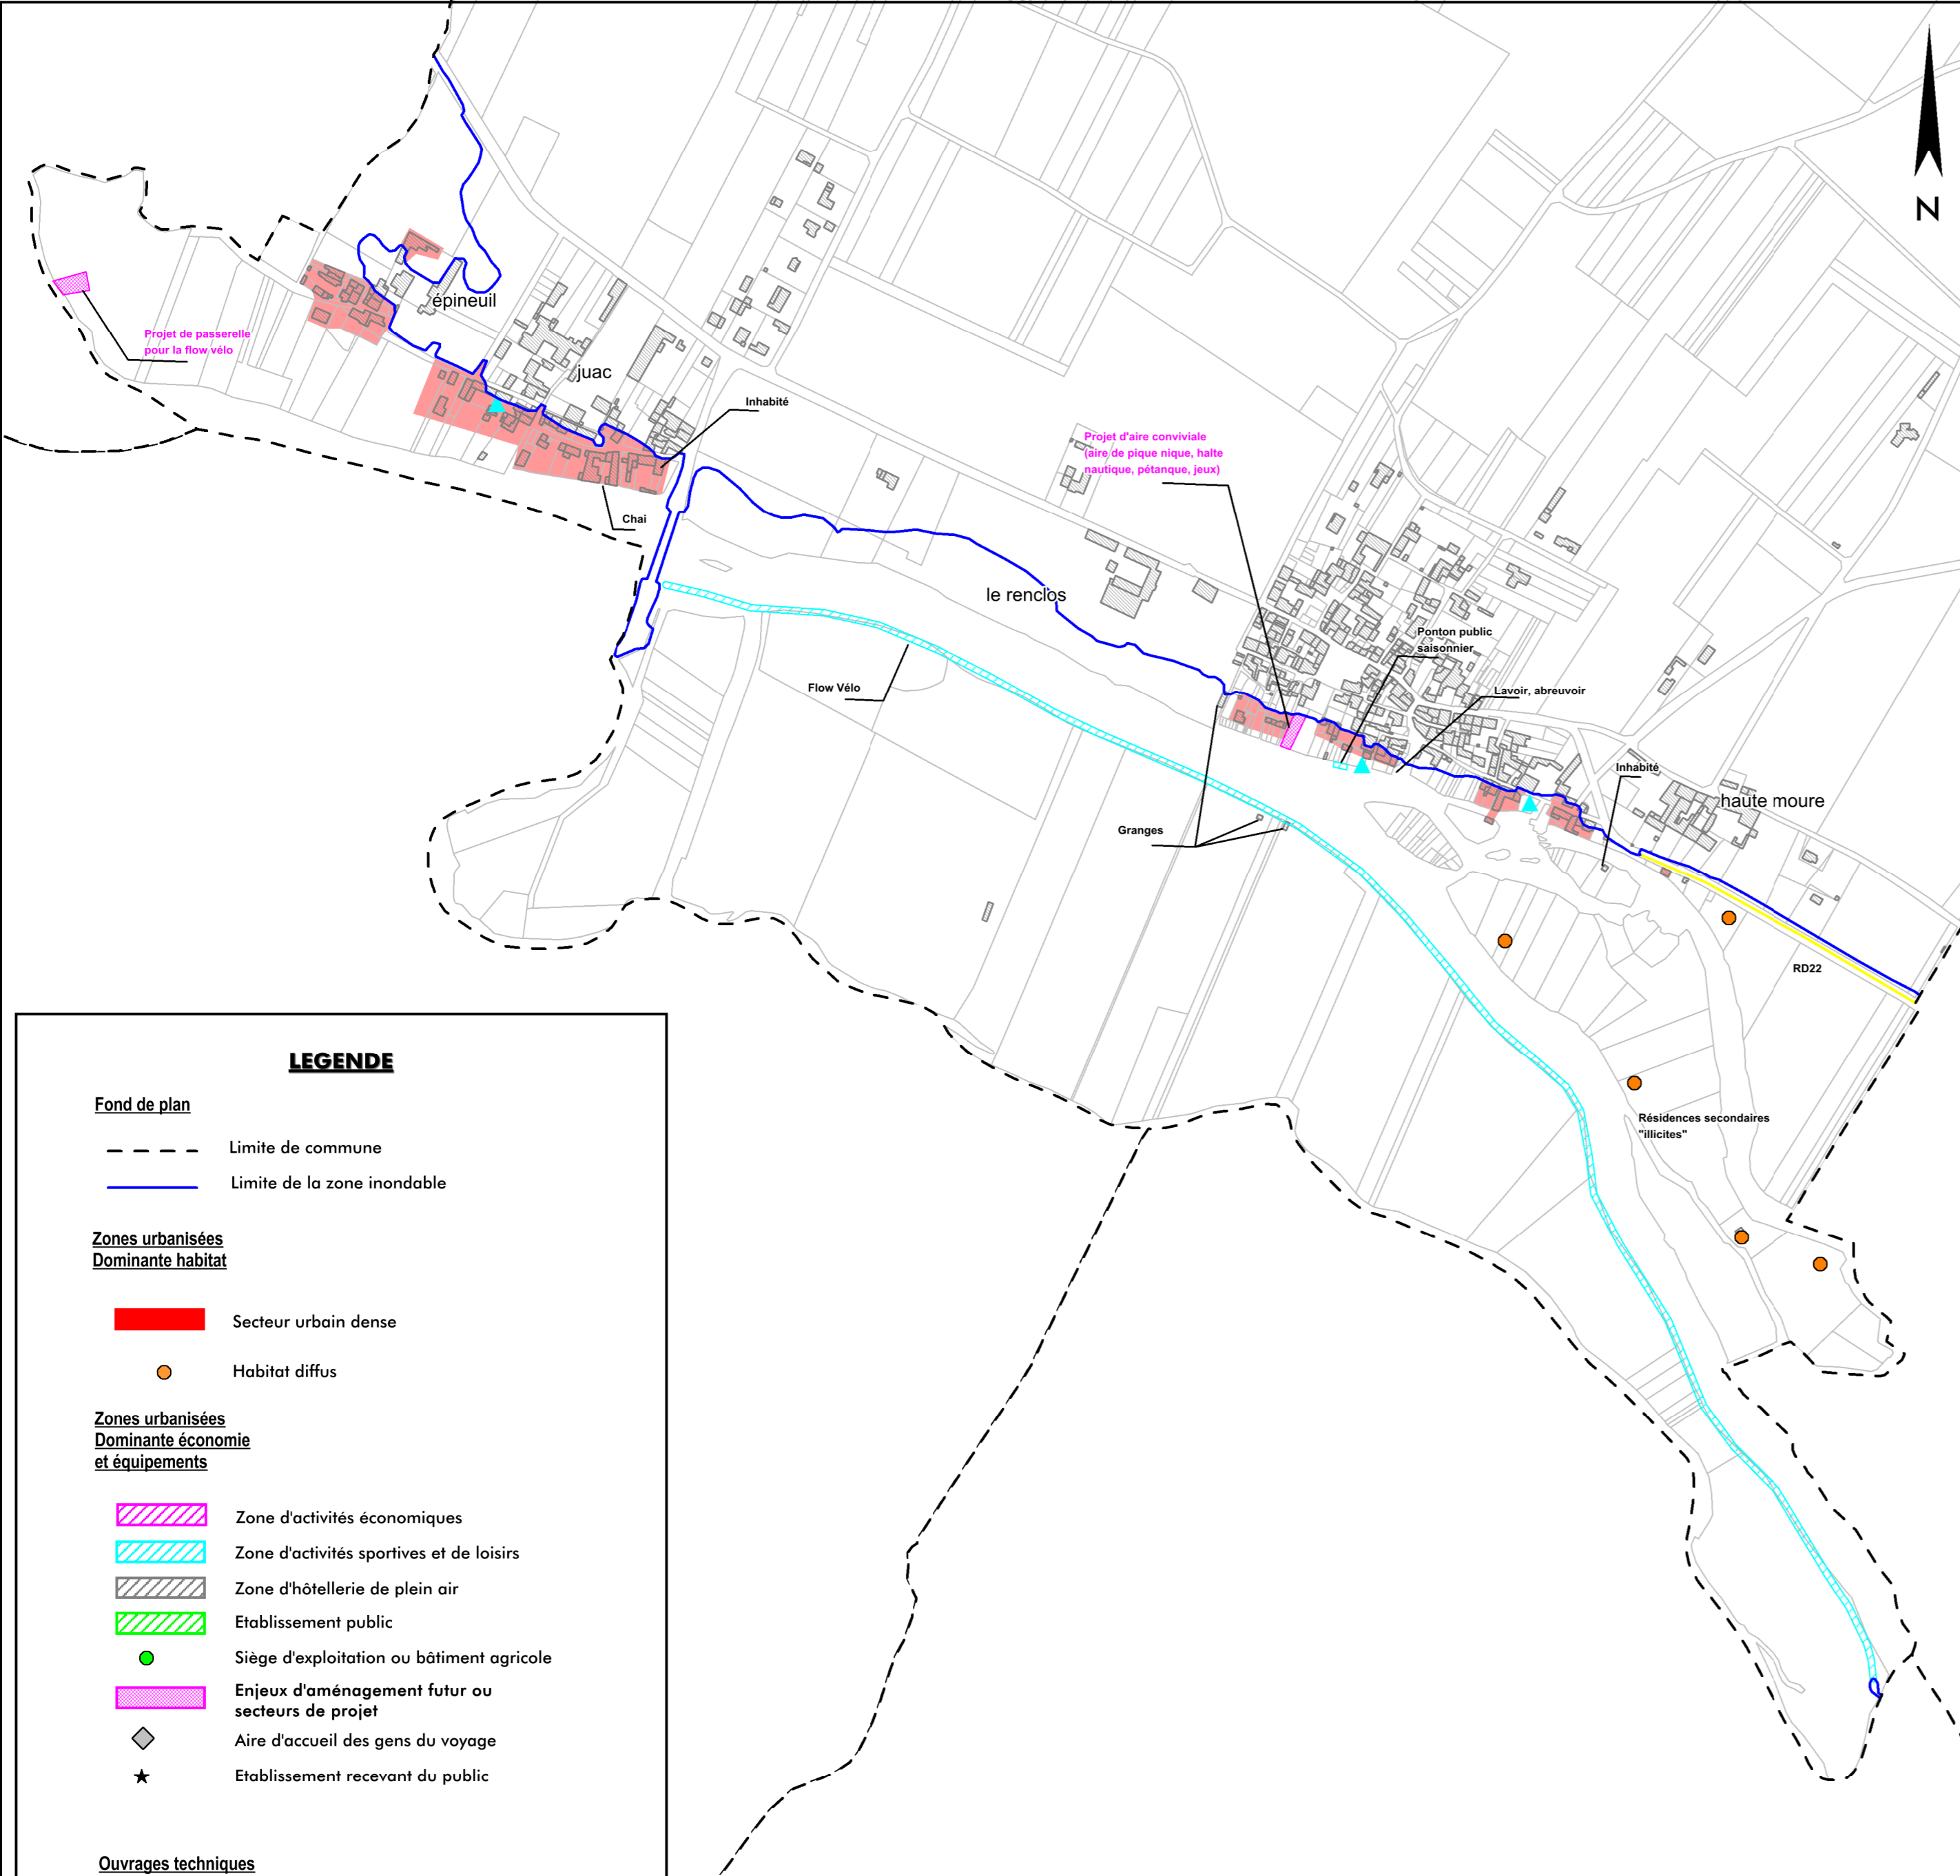 N
épineuil
Projet de passerelle
pour la flow vélo
juac
Inhabité
Projet d'aire conviviale
(aire de pique nique, halte
nautique, pétanque, jeux)
Chai
le renclos
Ponton public
saisonnier
Flow Vélo
Lavoir, abreuvoir
Inhabité
haute moure
Granges
RD22
Résidences secondaires
"illicites"
LEGENDE
Fond de plan
Limite de commune
Limite de la zone inondable
Zones urbanisées
Dominante habitat
Secteur urbain dense
Habitat diffus
Zones urbanisées
Dominante économie
et équipements
Zone d'activités économiques
Zone d'activités sportives et de loisirs
Zone d'hôtellerie de plein air
Etablissement public
Siège d'exploitation ou bâtiment agricole
Enjeux d'aménagement futur ou
secteurs de projet
Aire d'accueil des gens du voyage
Etablissement recevant du public
Ouvrages techniques